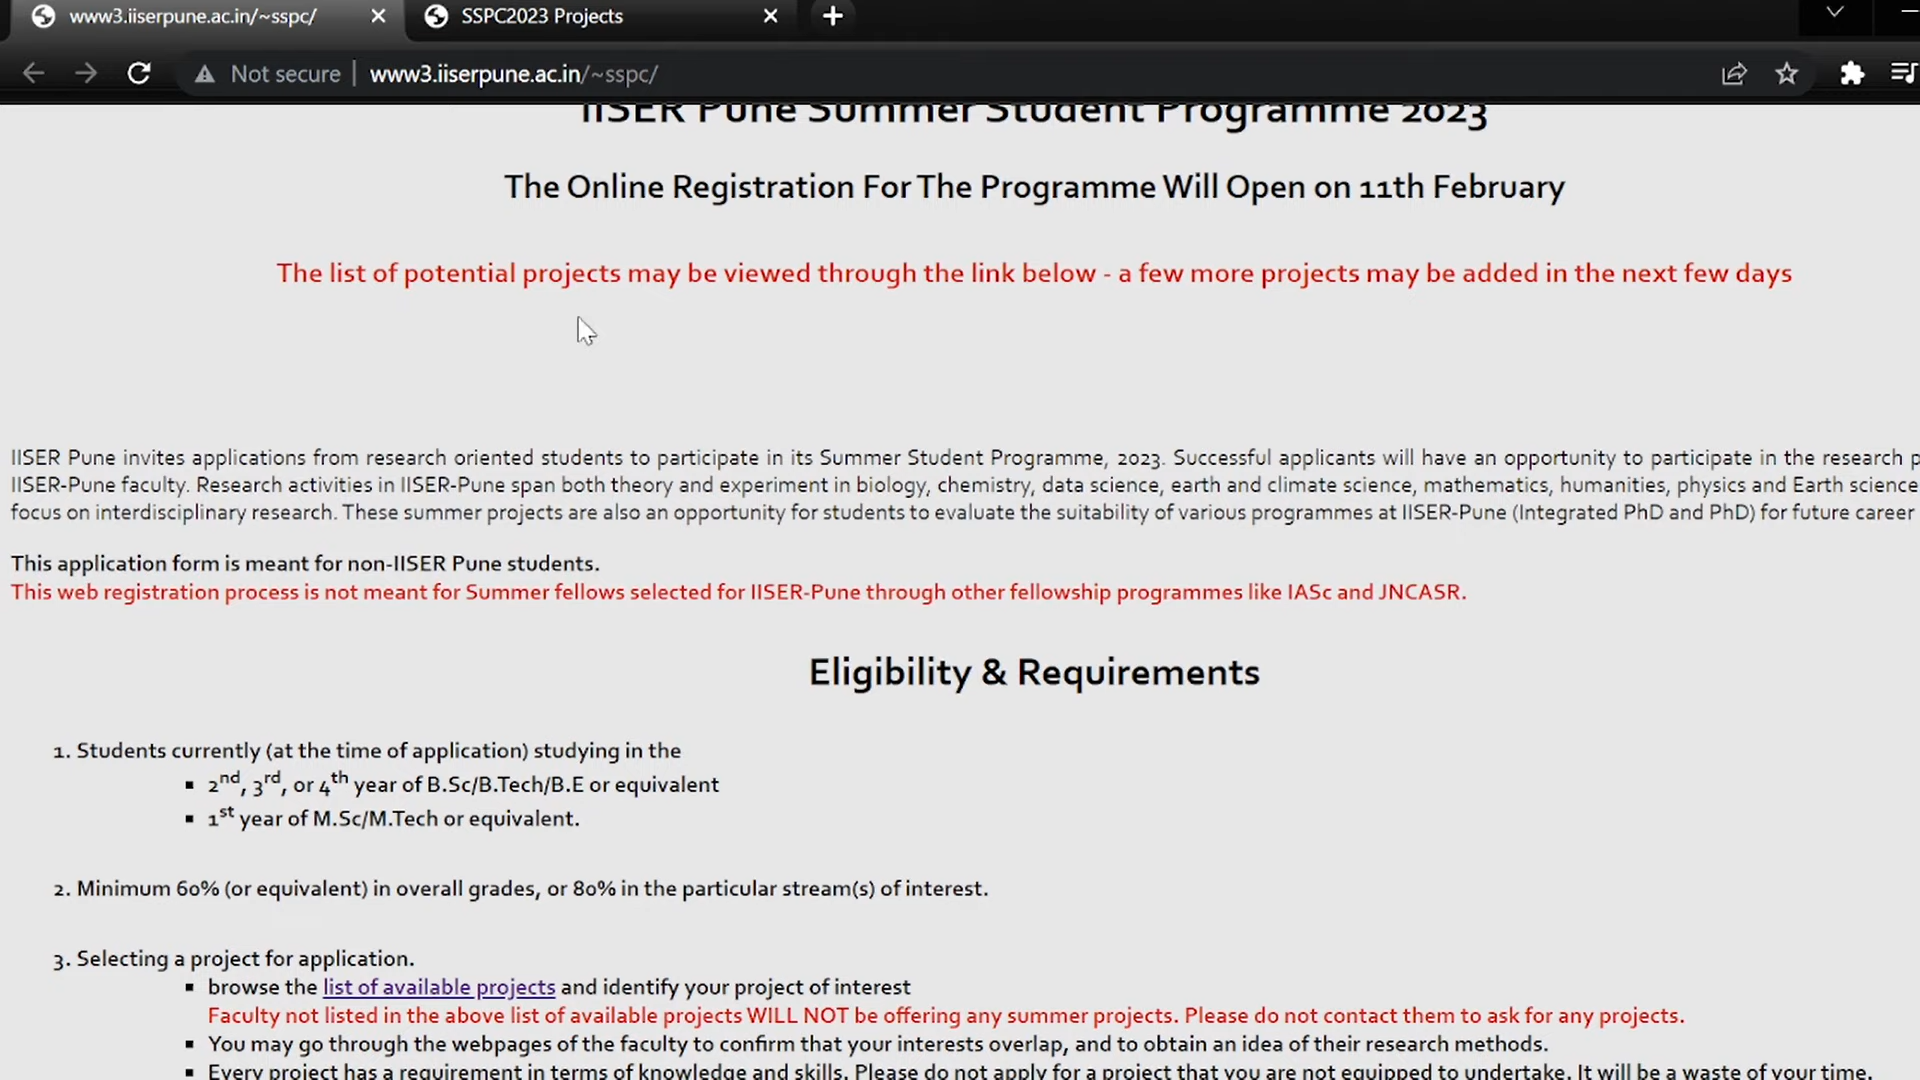 www3.iiserpune.ac.in/~sspc/
SSPC2023 Projects
Not secure www3.iiserpune.ac.in/~sspc/
IISER Pune Summer Student Programme 2023
The Online Registration For The Programme Will Open on 11th February
The list of potential projects may be viewed through the link below - a few more projects may be added in the next few days
IISER Pune invites applications from research oriented students to participate in its Summer Student Programme, 2023. Successful applicants will have an opportunity to participate in the research p
IISER-Pune faculty. Research activities in IISER-Pune span both theory and experiment in biology, chemistry, data science, earth and climate science, mathematics, humanities, physics and Earth science
focus on interdisciplinary research. These summer projects are also an opportunity for students to evaluate the suitability of various programmes at IISER-Pune (Integrated PhD and PhD) for future career
This application form is meant for non-IISER Pune students.
This web registration process is not meant for Summer fellows selected for IISER-Pune through other fellowship programmes like IASc and JNCASR.
Eligibility & Requirements
1. Students currently (at the time of application) studying in the
▪ 2nd, 3rd, or 4th year of B.Sc/B.Tech/B.E or equivalent
▪ 1st year of M.Sc/M.Tech or equivalent.
2. Minimum 60% (or equivalent) in overall grades, or 80% in the particular stream(s) of interest.
3. Selecting a project for application.
▪ browse the list of available projects and identify your project of interest
Faculty not listed in the above list of available projects WILL NOT be offering any summer projects. Please do not contact them to ask for any projects.
▪ You may go through the webpages of the faculty to confirm that your interests overlap, and to obtain an idea of their research methods.
▪ Every project has a requirement in terms of knowledge and skills. Please do not apply for a project that you are not equipped to undertake. It will be a waste of your time.